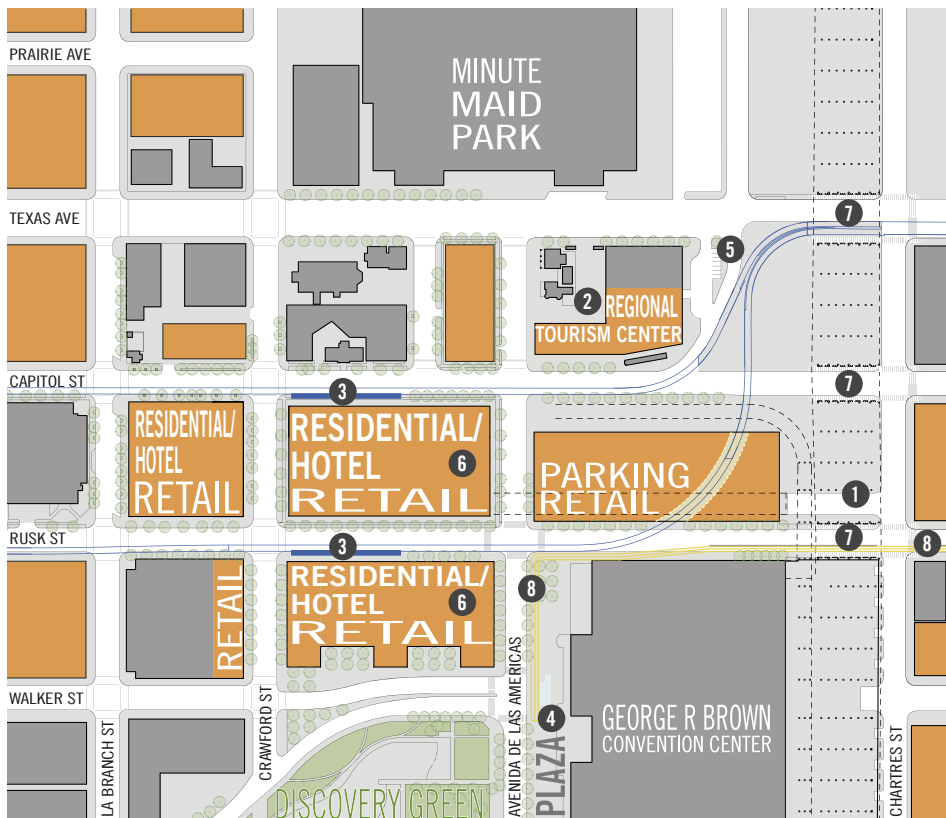 PRAIRIE AVE
MINUTE
MAID
PARK
TEXAS AVE
7
5
2
REGIONAL
TOURISM CENTER
CAPITOL ST
3
7
RESIDENTIAL/
HOTEL
RETAIL
RESIDENTIAL/
HOTEL
6
RETAIL
PARKING
RETAIL
1
RUSK ST
3
7
8
RETAIL
RESIDENTIAL/
HOTEL
6
RETAIL
8
WALKER ST
LA BRANCH ST
CRAWFORD ST
AVENIDA DE LAS AMERICAS
4
PLAZA
GEORGE R BROWN
CONVENTION CENTER
CHARTRES ST
DISCOVERY GREEN